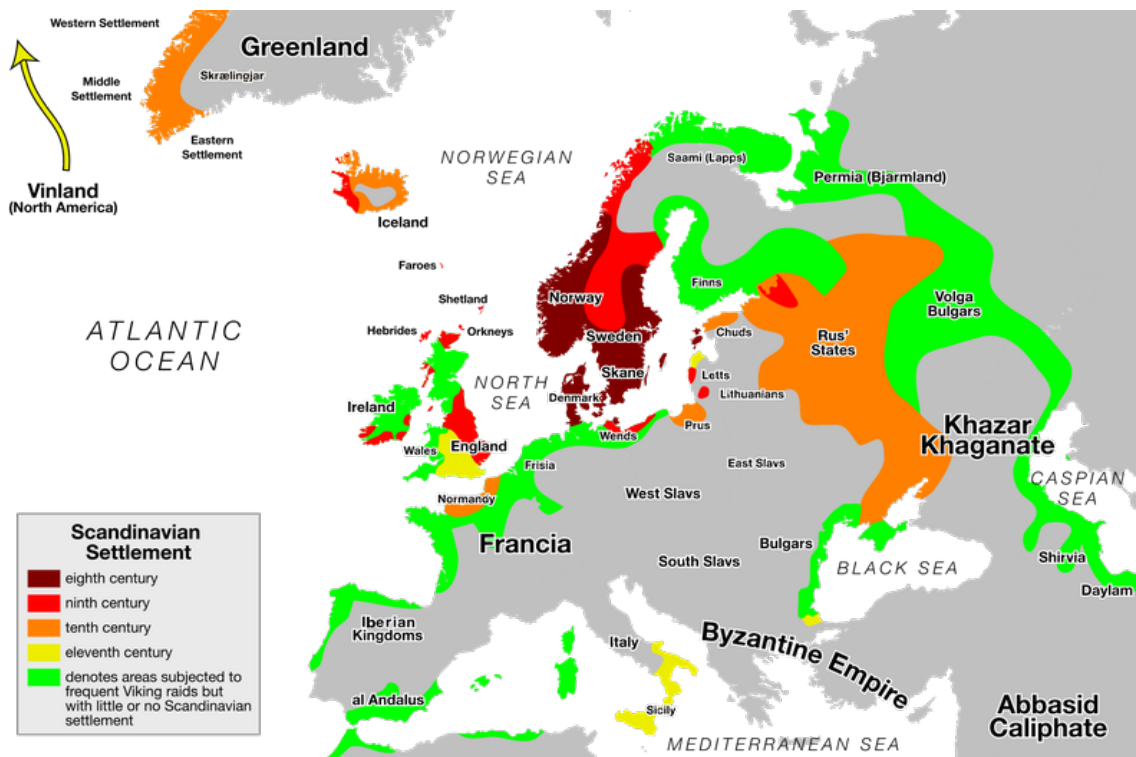 Western Settlement
Greenland
Skrælingjar
Middle
Settlement
Eastern
Settlement
Vinland
(North America)
NORWEGIAN
SEA
Iceland
Saami (Lapps)
Permia (Bjarmland)
Faroes
Shetland
Hebrides
Orkneys
ATLANTIC
OCEAN
Norway
Sweden
Skane
Denmark
Finns
Chuds
Letts
Lithuanians
Rus'
States
Volga
Bulgars
NORTH
SEA
Ireland
Wales
England
Wends
Prus
Frisia
Normandy
East Slavs
West Slavs
South Slavs
Khazar
Khaganate
CASPIAN
SEA
Francia
Bulgars
BLACK SEA
Shirvia
Daylam
Iberian
Kingdoms
al Andalus
Italy
Sicily
Byzantine Empire
Abbasid
Caliphate
MEDITERRANEAN SEA
Scandinavian
Settlement
eighth century
ninth century
tenth century
eleventh century
denotes areas subjected to
frequent Viking raids but
with little or no Scandinavian
settlement